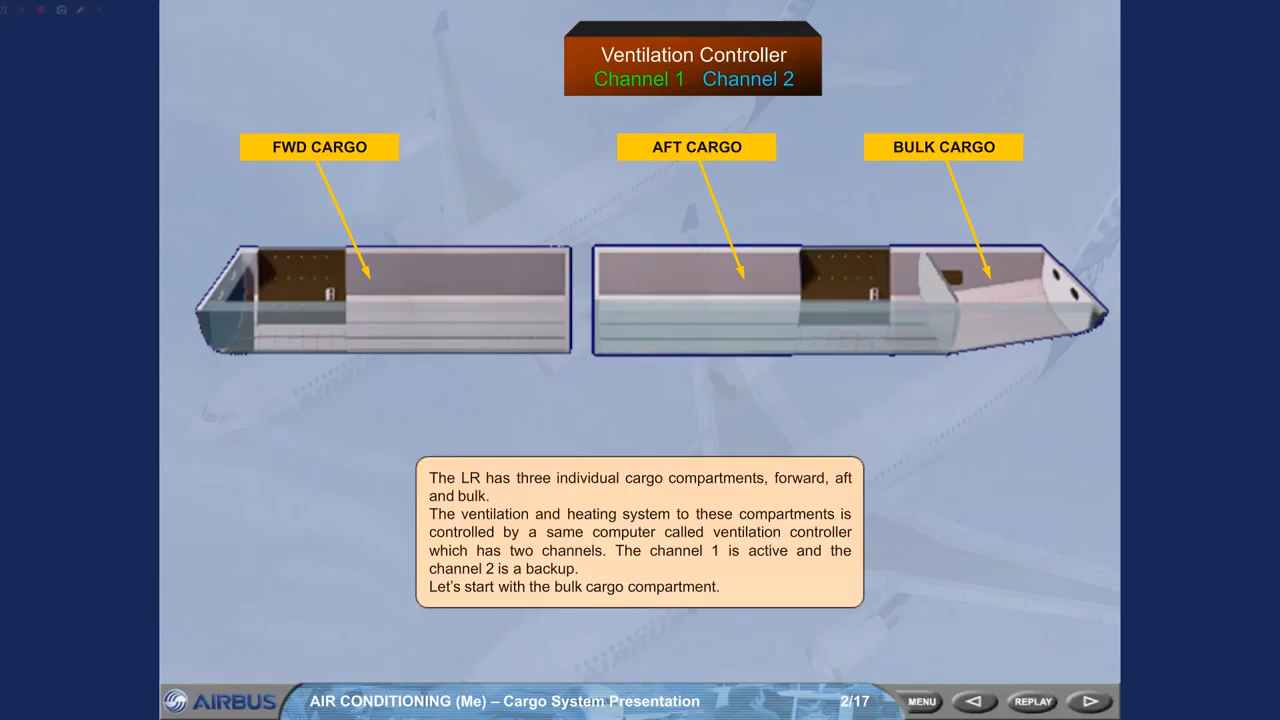 Ventilation Controller
Channel 1 Channel 2
FWD CARGO
AFT CARGO
BULK CARGO
The LR has three individual cargo compartments, forward, aft
and bulk.
The ventilation and heating system to these compartments is
controlled by a same computer called ventilation controller
which has two channels. The channel 1 is active and the
channel 2 is a backup.
Let's start with the bulk cargo compartment.
AIRBUS
AIR CONDITIONING (Me) – Cargo System Presentation
2/17
MENU
REPLAY